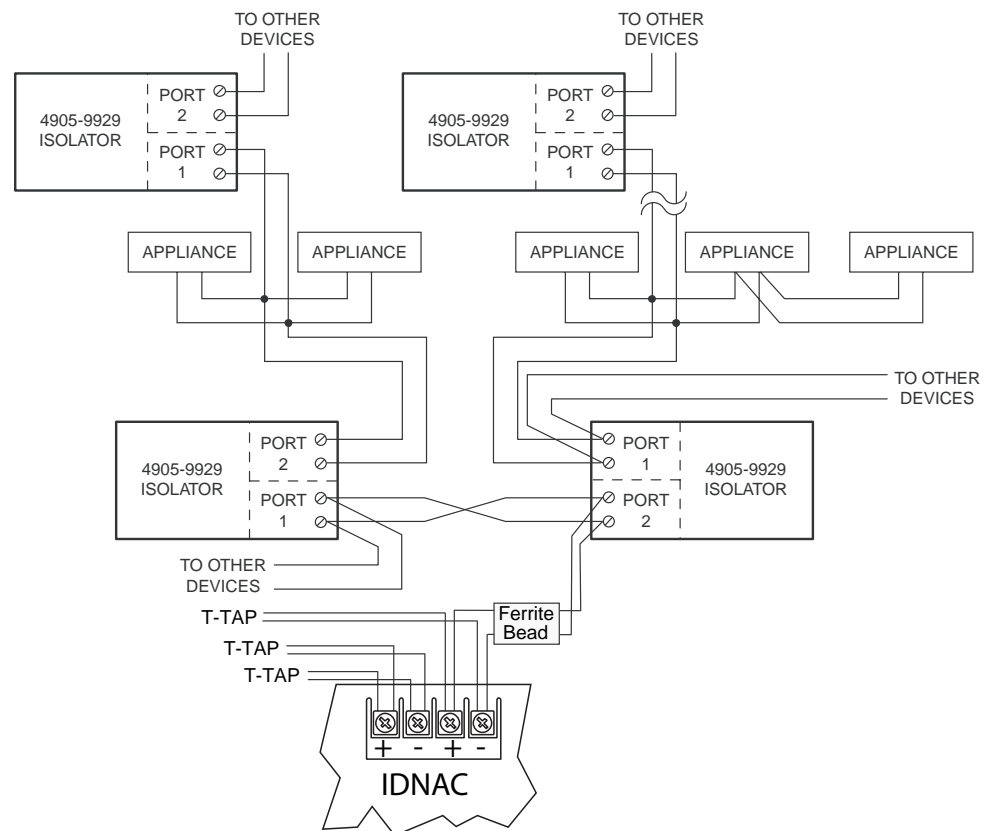 TO OTHER
DEVICES
TO OTHER
DEVICES
4905-9929
ISOLATOR
PORT
2
PORT
1
4905-9929
ISOLATOR
PORT
2
PORT
1
APPLIANCE
APPLIANCE
APPLIANCE
APPLIANCE
APPLIANCE
TO OTHER
DEVICES
4905-9929
ISOLATOR
PORT
2
PORT
1
PORT
1
PORT
2
4905-9929
ISOLATOR
TO OTHER
DEVICES
T-TAP
T-TAP
T-TAP
Ferrite
Bead
+ - + -
IDNAC